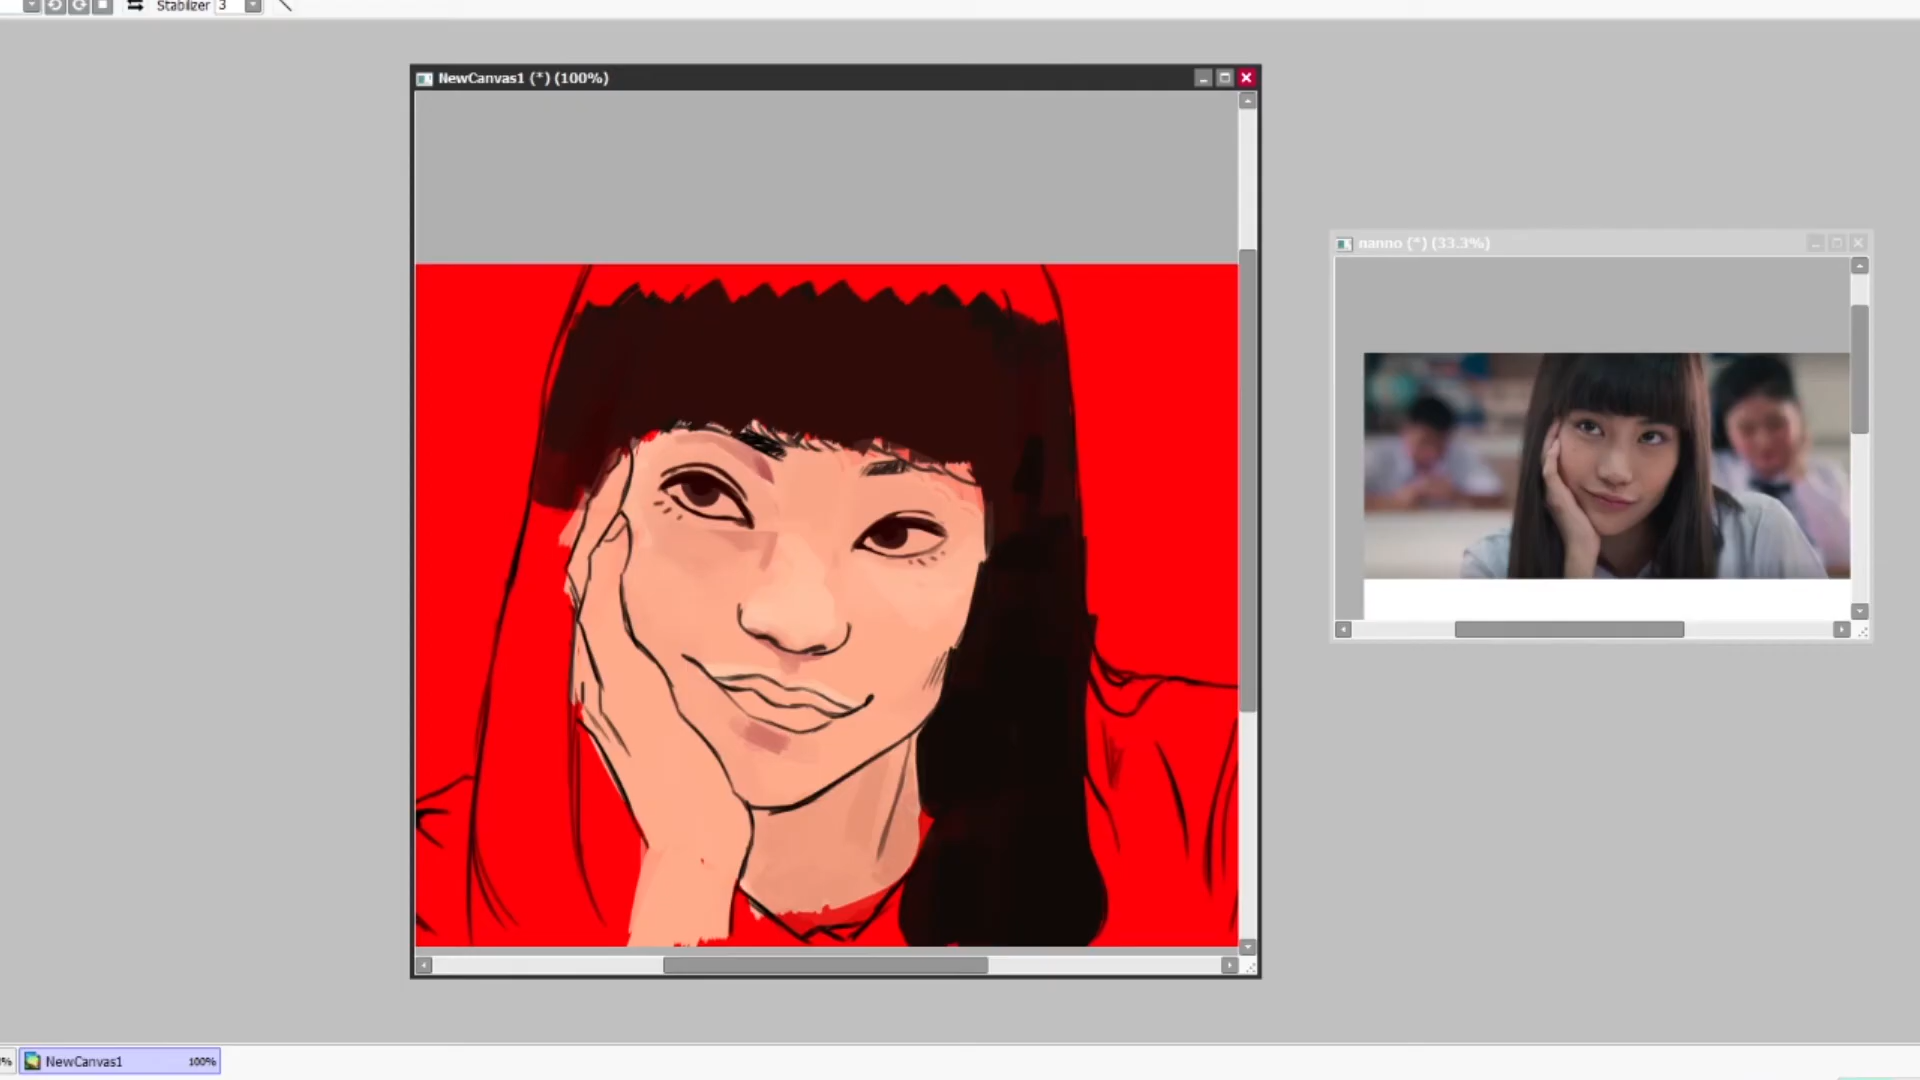 Stabilizer 3
NewCanvas1 (*) (100%)
nanno (*) (33.3%)
NewCanvas1 100%